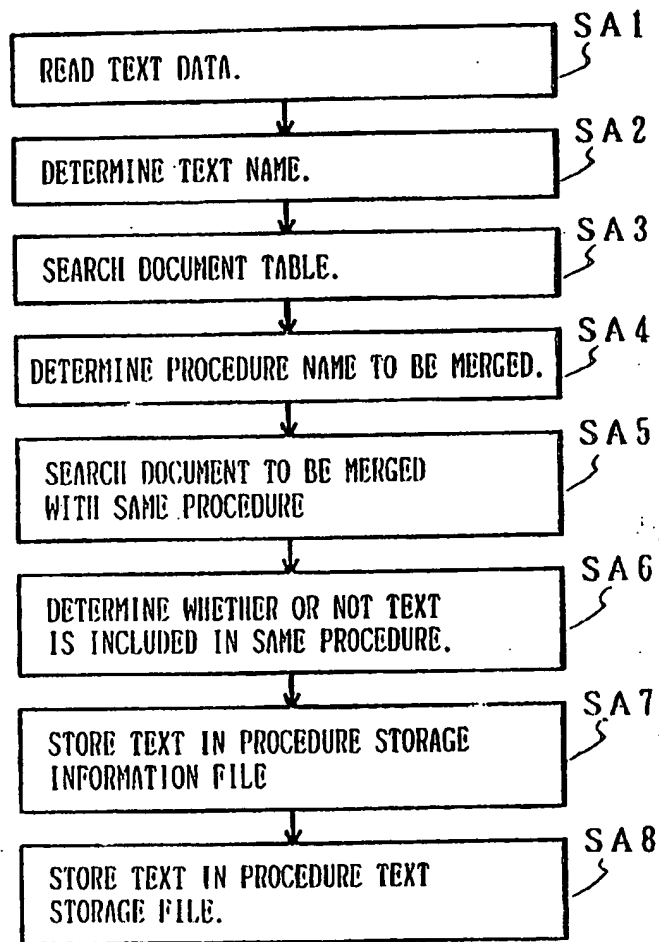 SA1
READ TEXT DATA.
SA2
DETERMINE TEXT NAME.
SA3
SEARCH DOCUMENT TABLE.
SA4
DETERMINE PROCEDURE NAME TO BE MERGED.
SA5
SEARCH DOCUMENT TO BE MERGED
WITH SAME PROCEDURE
SA6
DETERMINE WHETHER OR NOT TEXT
IS INCLUDED IN SAME PROCEDURE.
SA7
STORE TEXT IN PROCEDURE STORAGE
INFORMATION FILE
SA8
STORE TEXT IN PROCEDURE TEXT
STORAGE FILE.